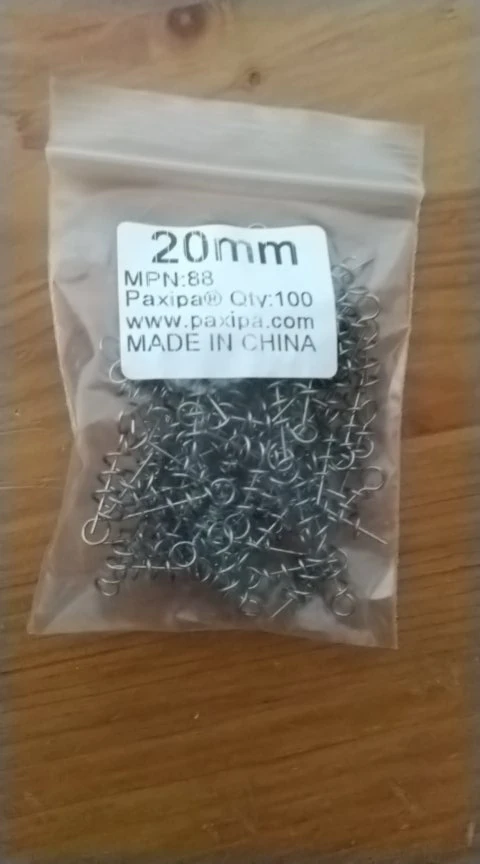 20mm
MPN:88
Paxipa® Qty:100
www.paxipa.com
MADE IN CHINA